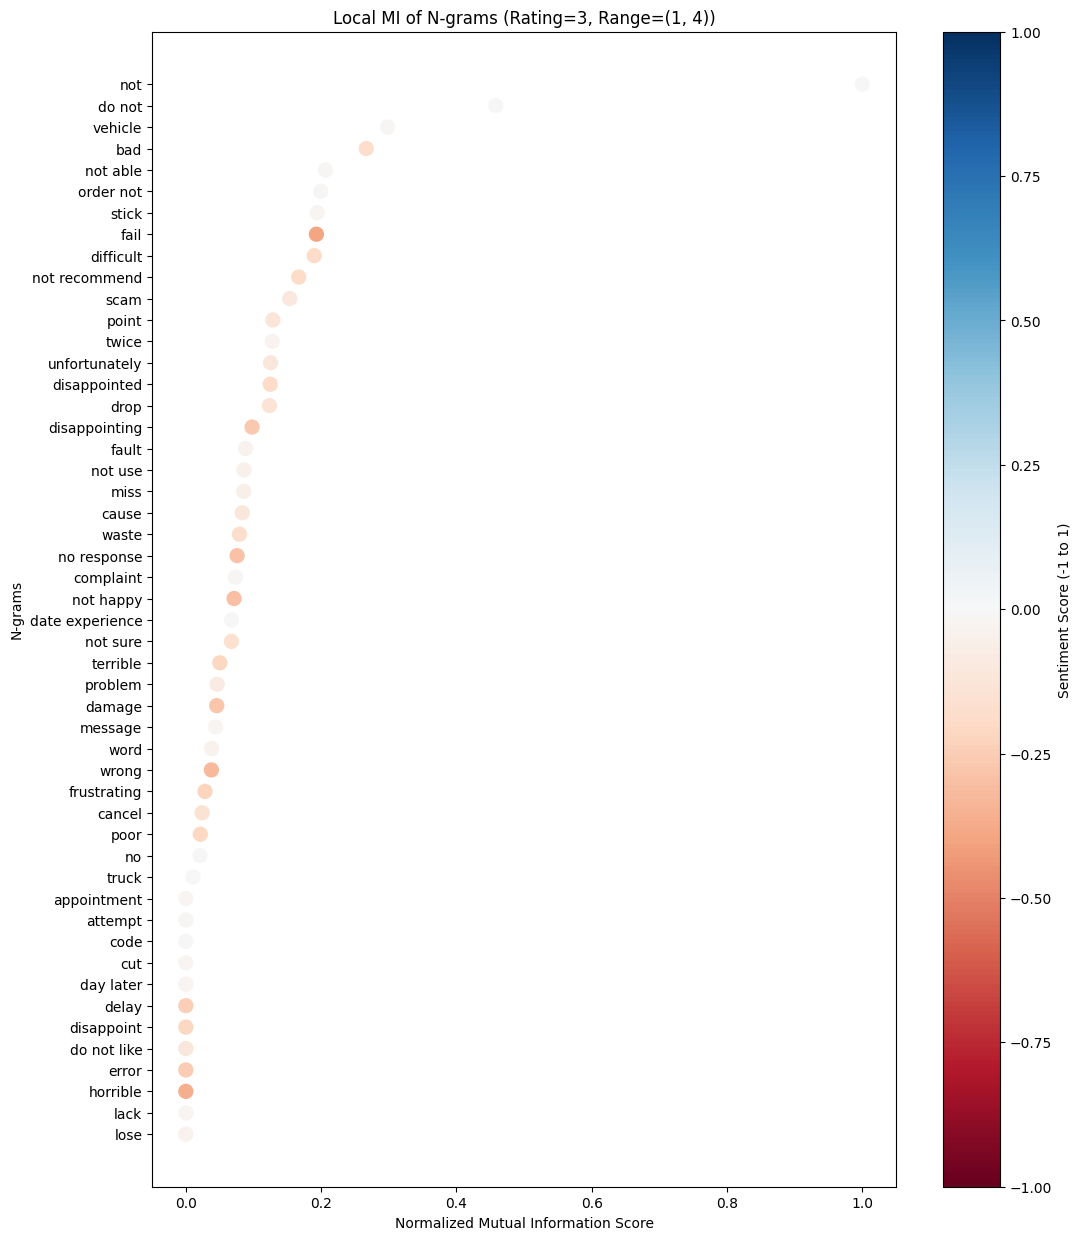 Local MI of N-grams (Rating=3, Range=(1, 4))
N-grams
not
do not
vehicle
bad
not able
order not
stick
fail
difficult
not recommend
scam
point
twice
unfortunately
disappointed
drop
disappointing
fault
not use
miss
cause
waste
no response
complaint
not happy
date experience
not sure
terrible
problem
damage
message
word
wrong
frustrating
cancel
poor
no
truck
appointment
attempt
code
cut
day later
delay
disappoint
do not like
error
horrible
lack
lose
0.0 0.2 0.4 0.6 0.8 1.0
Normalized Mutual Information Score
1.00
0.75
0.50
0.25
0.00
−0.25
−0.50
−0.75
−1.00
Sentiment Score (-1 to 1)